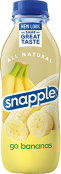 NEW LOOK
SAME
GREAT
TASTE
ALL NATURAL
snapple
go bananas